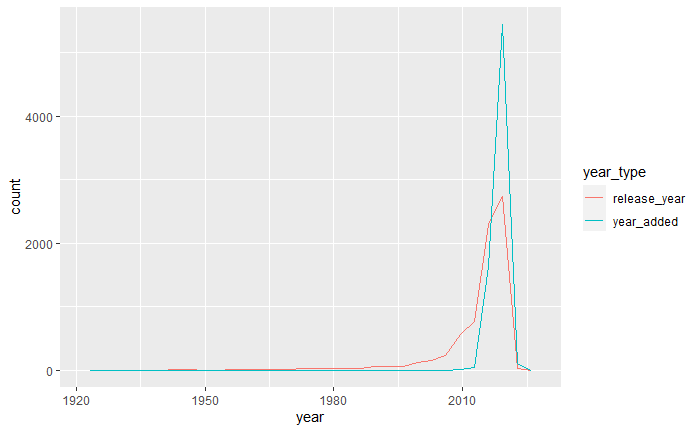 4000
2000
0
count
1920 1950 1980 2010
year
year_type
release_year
year_added